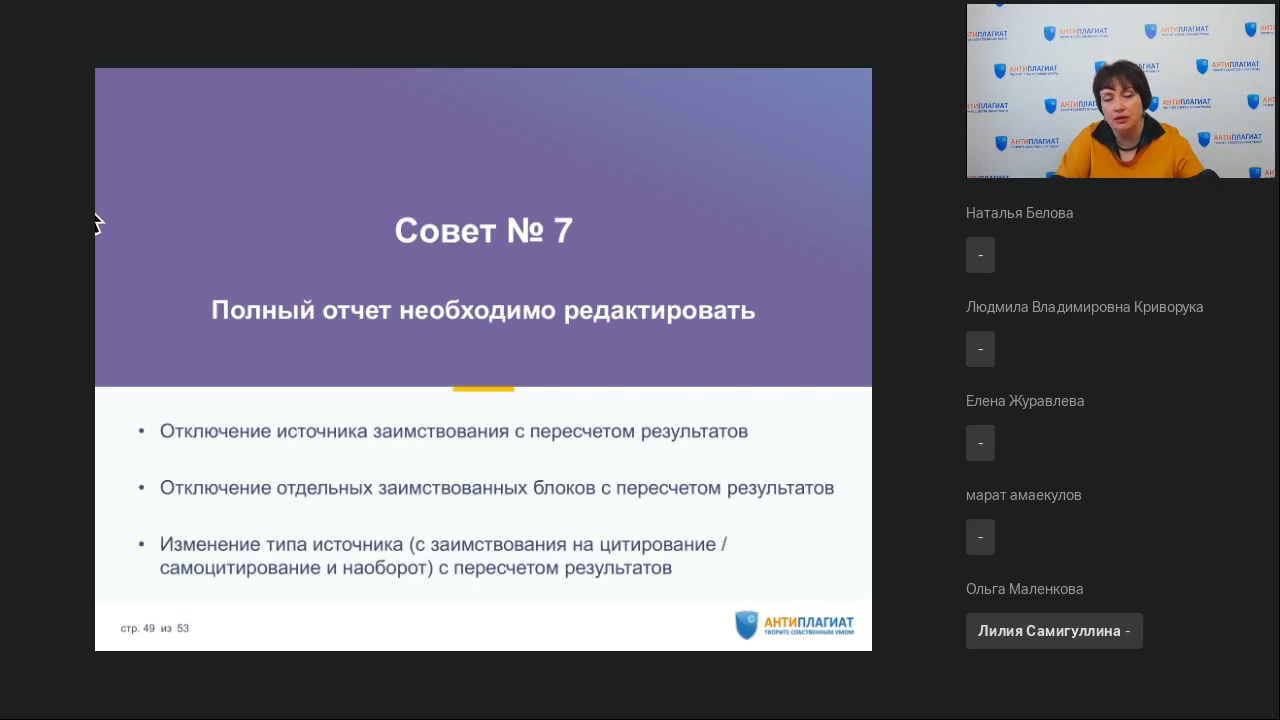 Совет № 7
Полный отчет необходимо редактировать
• Отключение источника заимствования с пересчетом результатов
• Отключение отдельных заимствованных блоков с пересчетом результатов
• Изменение типа источника (с заимствования на цитирование /
самоцитирование и наоборот) с пересчетом результатов
стр. 49 из 53
АНТИПЛАГИАТ
ТВОРИТЕ СОБСТВЕННЫМ УМОМ
АНТИПЛАГИАТ
Наталья Белова
-
Людмила Владимировна Криворука
-
Елена Журавлева
-
марат амаекулов
-
Ольга Маленкова
Лилия Самигуллина -